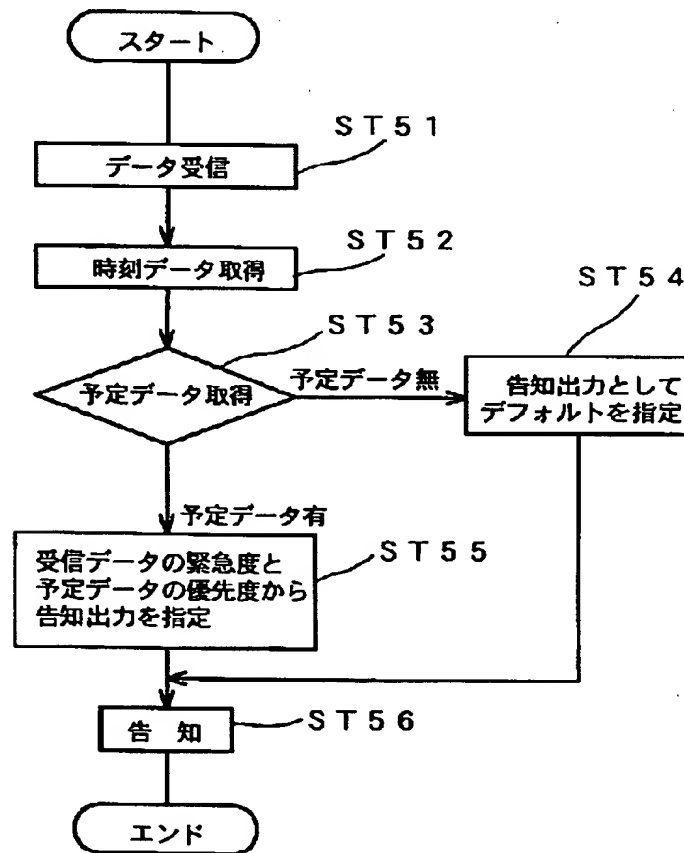 スタート
ST51
データ受信
ST52
時刻データ取得
ST53
予定データ取得
予定データ無
ST54
告知出力として
デフォルトを指定
予定データ有
ST55
受信データの緊急度と
予定データの優先度から
告知出力を指定
ST56
告 知
エンド